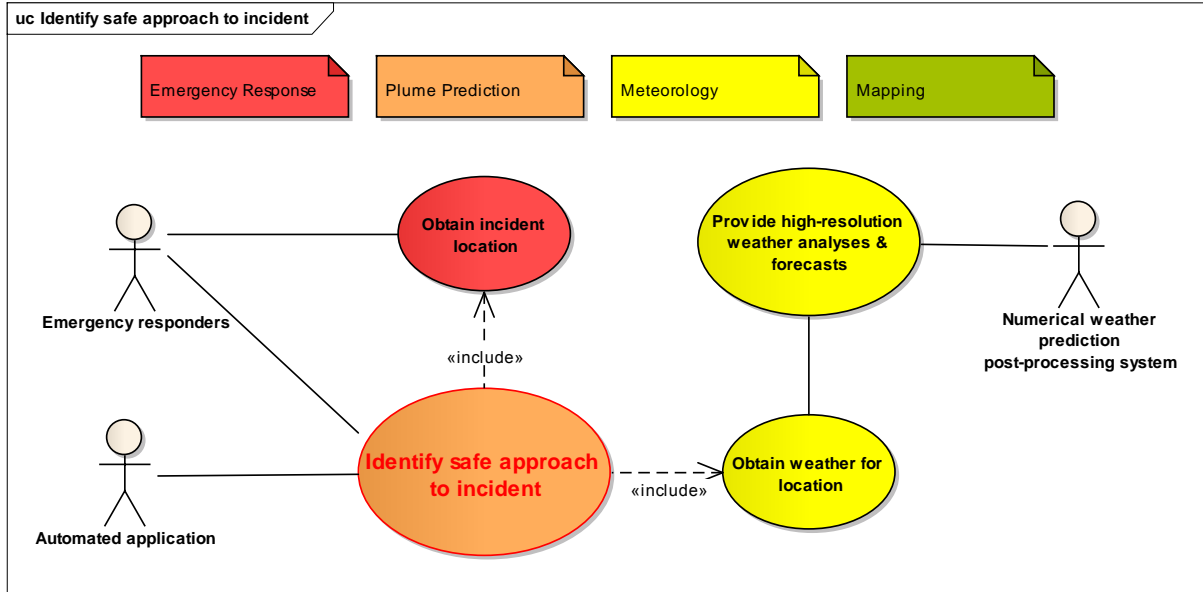 uc Identify safe approach to incident
Emergency Response
Plume Prediction
Meteorology
Mapping
Obtain incident
location
Provide high-resolution
weather analyses &
forecasts
Emergency responders
Numerical weather
prediction
post-processing system
«include»
Identify safe approach
to incident
«include»
Obtain weather for
location
Automated application